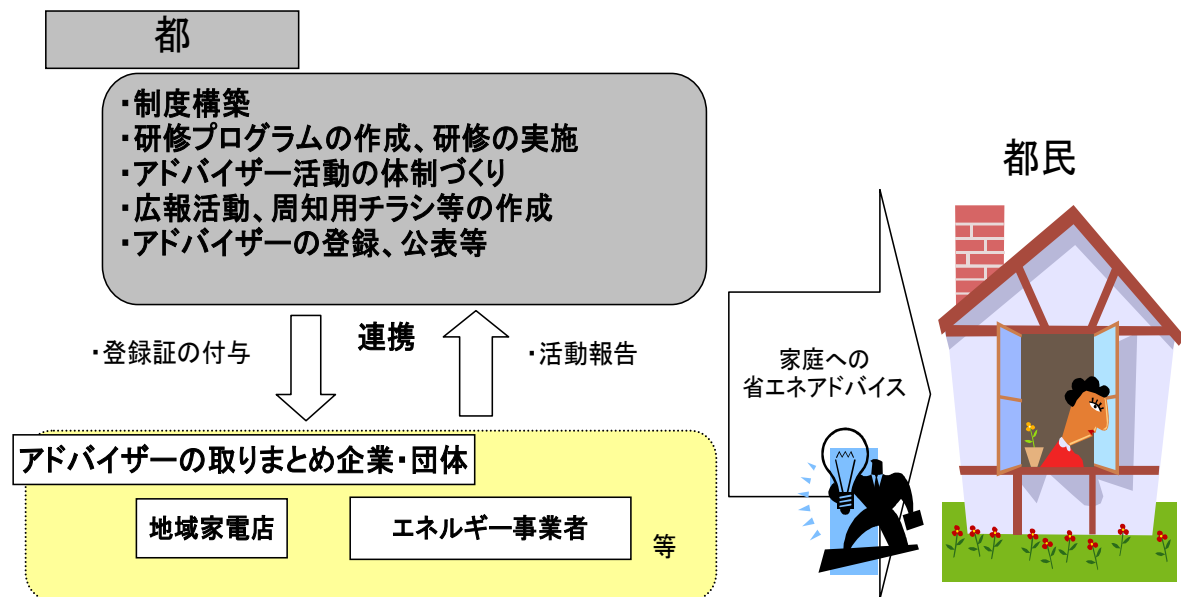 都
・制度構築
・研修プログラムの作成、研修の実施
・アドバイザー活動の体制づくり
・広報活動、周知用チラシ等の作成
・アドバイザーの登録、公表等
・登録証の付与
連携
・活動報告
アドバイザーの取りまとめ企業・団体
地域家電店
エネルギー事業者
等
家庭への
省エネアドバイス
都民